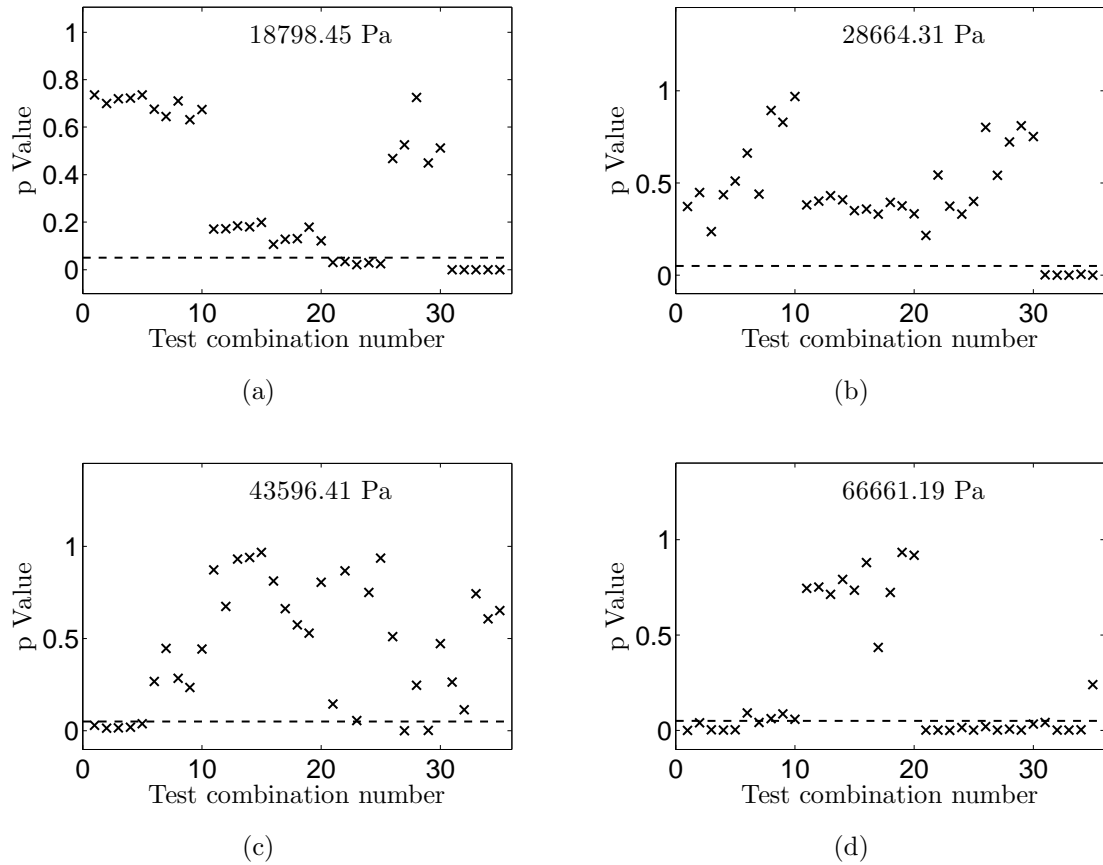 18798.45 Pa
p Value
1
0.8
0.6
0.4
0.2
0
0 10 20 30
Test combination number
(a)
28664.31 Pa
p Value
1
0.5
0
0 10 20 30
Test combination number
(b)
43596.41 Pa
p Value
1
0.5
0
0 10 20 30
Test combination number
(c)
66661.19 Pa
p Value
1
0.5
0
0 10 20 30
Test combination number
(d)